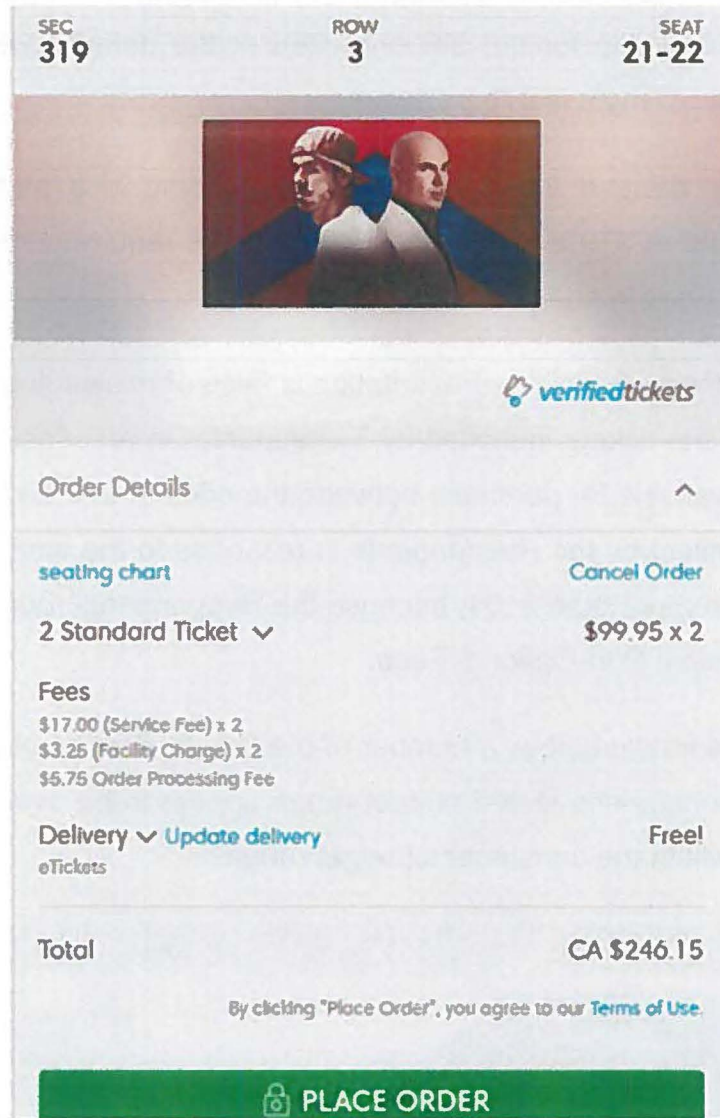 SEC ROW SEAT
319 3 21-22
verifiedtickets
Order Details
seating chart Cancel Order
2 Standard Ticket $99.95 x 2
Fees
$17.00 (Service Fee) x 2
$3.25 (Facility Charge) x 2
$5.75 Order Processing Fee
Delivery Update delivery Free!
eTickets
Total CA $246.15
By clicking "Place Order", you agree to our Terms of Use.
PLACE ORDER